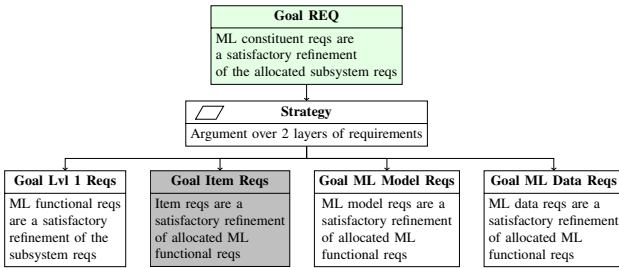 Goal REQ
ML constituent reqs are
a satisfactory refinement
of the allocated subsystem reqs
Strategy
Argument over 2 layers of requirements
Goal Lvl 1 Reqs
ML functional reqs
are a satisfactory
refinement of the
subsystem reqs
Goal Item Reqs
Item reqs are a
satisfactory refinement
of allocated ML
functional reqs
Goal ML Model Reqs
ML model reqs are a
satisfactory refinement
of allocated ML
functional reqs
Goal ML Data Reqs
ML data reqs are a
satisfactory refinement
of allocated ML
functional reqs